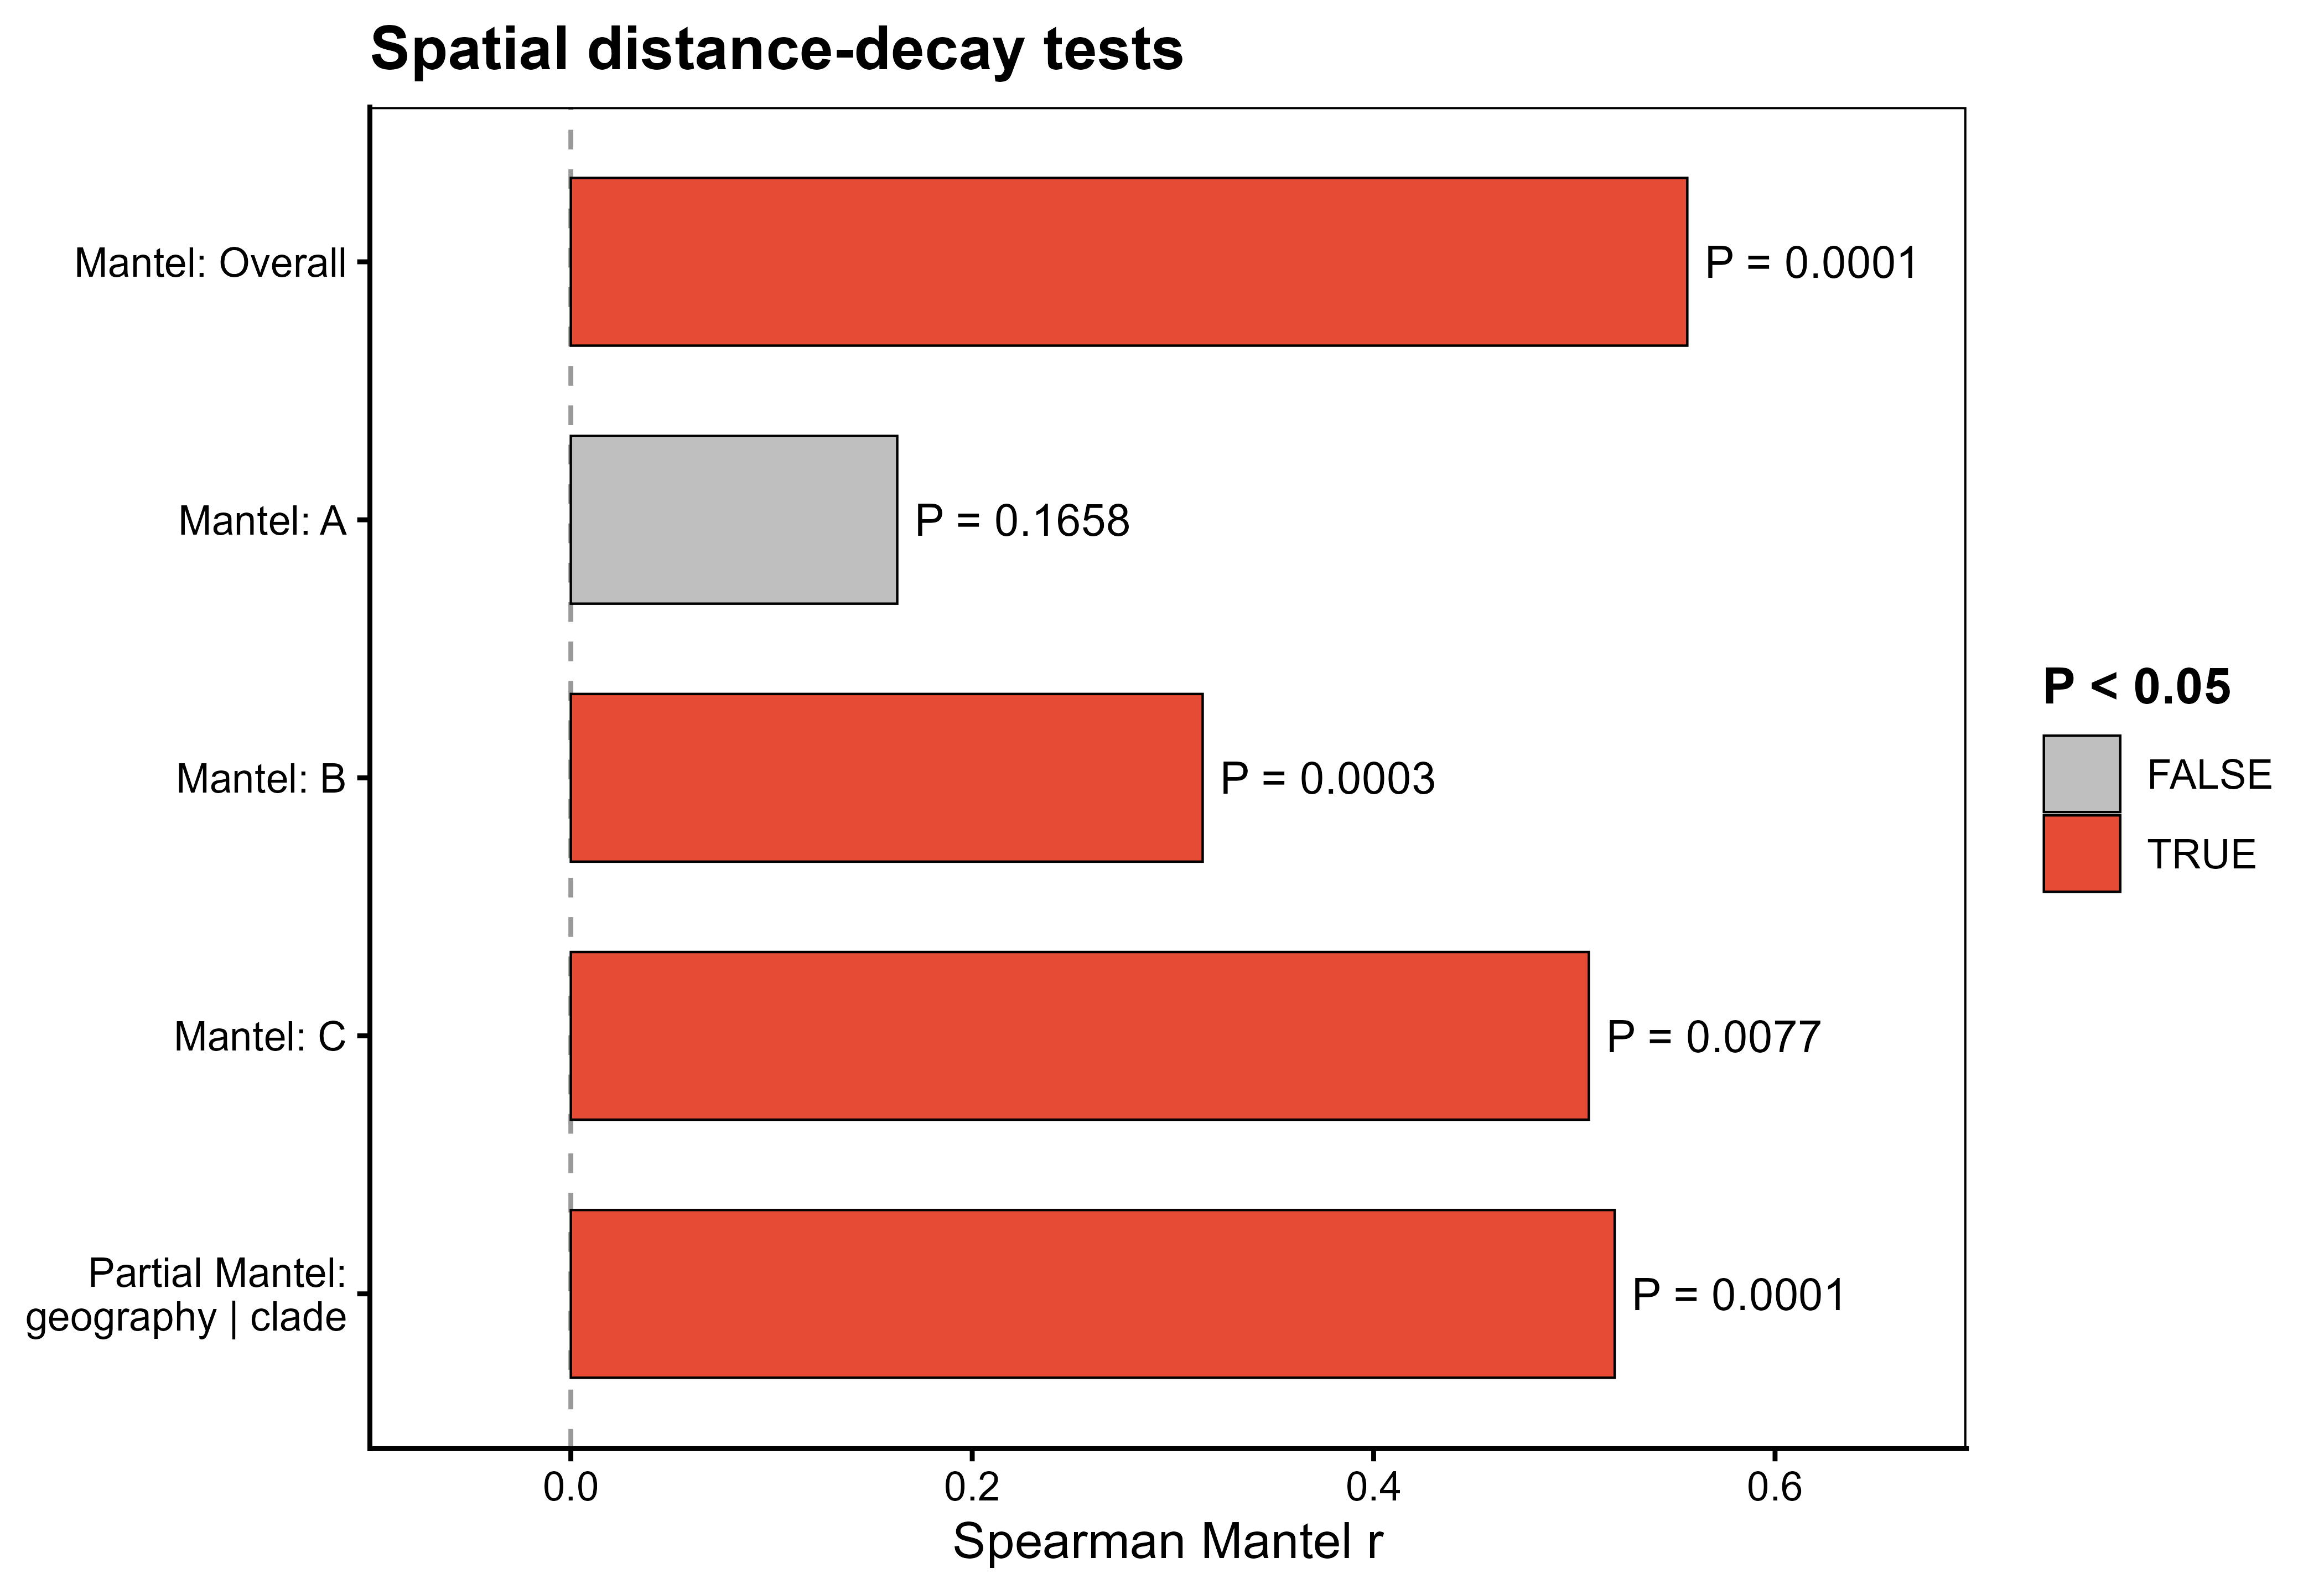 Spatial distance-decay tests
Mantel: Overall
P = 0.0001
Mantel: A
P = 0.1658
Mantel: B
P = 0.0003
Mantel: C
P = 0.0077
Partial Mantel:
geography | clade
P = 0.0001
0.0
0.2
0.4
0.6
Spearman Mantel r
P < 0.05
FALSE
TRUE